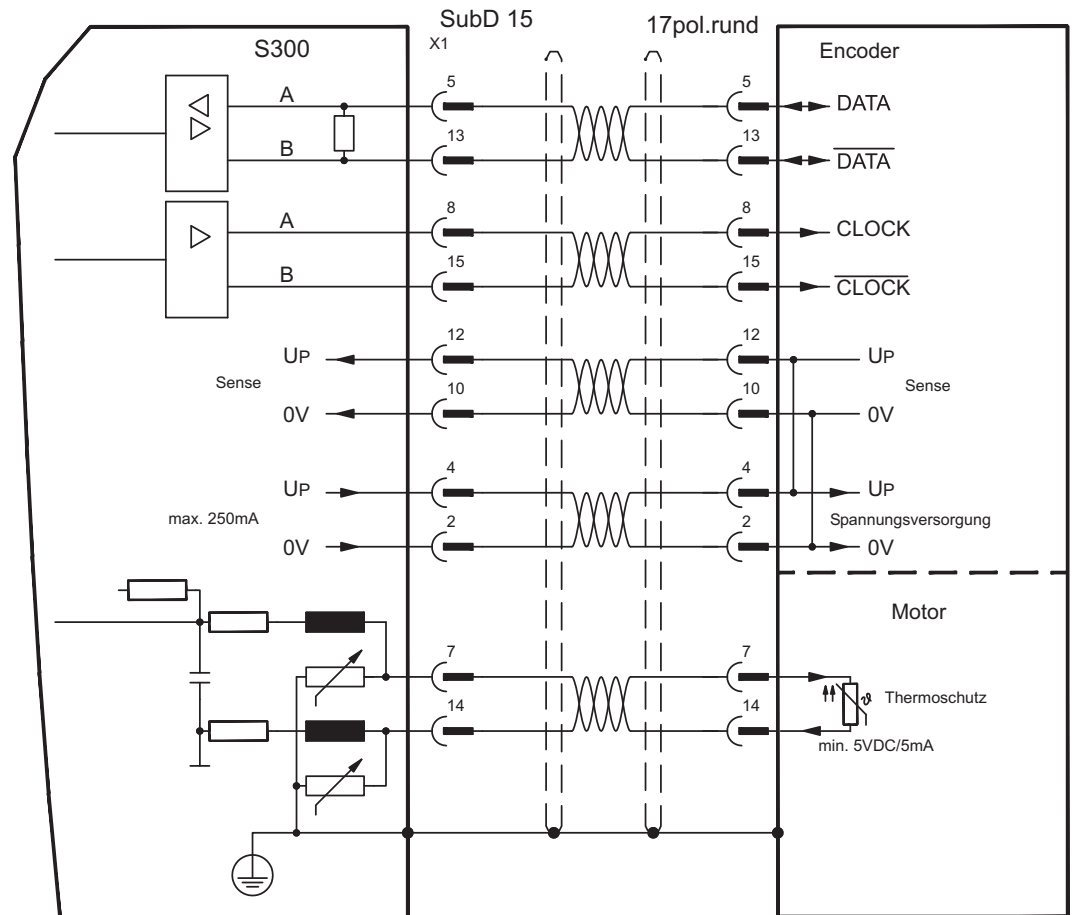 SubD 15
17pol.rund
S300
X1
Encoder
A
5
5
DATA
B
13
13
DATA
A
8
8
CLOCK
B
15
15
CLOCK
UP
12
12
UP
Sense
Sense
0V
10
10
0V
UP
4
4
UP
max. 250mA
Spannungsversorgung
0V
2
2
0V
Motor
7
7
ϑ
Thermoschutz
14
14
min. 5VDC/5mA